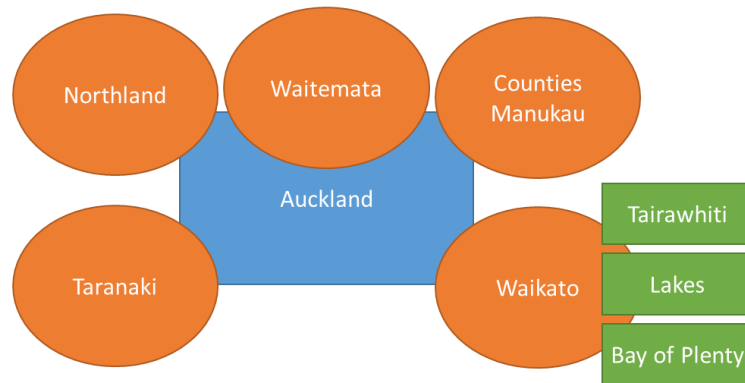 Northland
Waitemata
Counties
Manukau
Auckland
Tairawhiti
Taranaki
Waikato
Lakes
Bay of Plenty